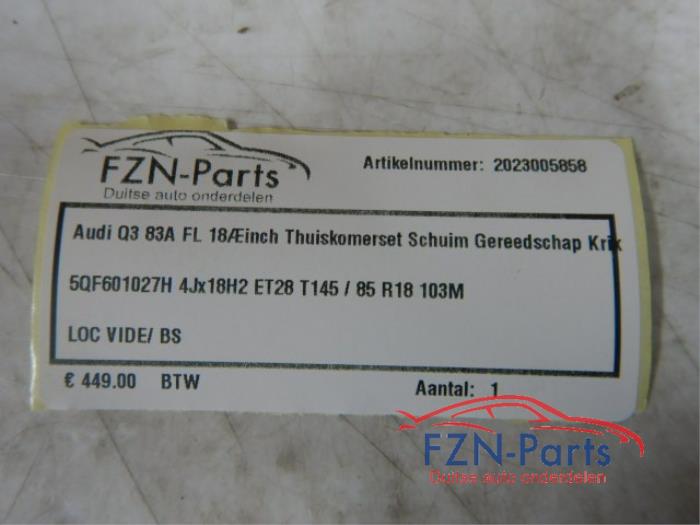 FZN-Parts
Duitse auto onderdelen
Artikelnummer: 2023005858
Audi Q3 83A FL 18Æinch Thuiskomerset Schuim Gereedschap Krik
5QF601027H 4Jx18H2 ET28 T145 / 85 R18 103M
LOC VIDE/ BS
€ 449.00 BTW
Aantal: 1
FZN-Parts
Duitse auto onderdelen